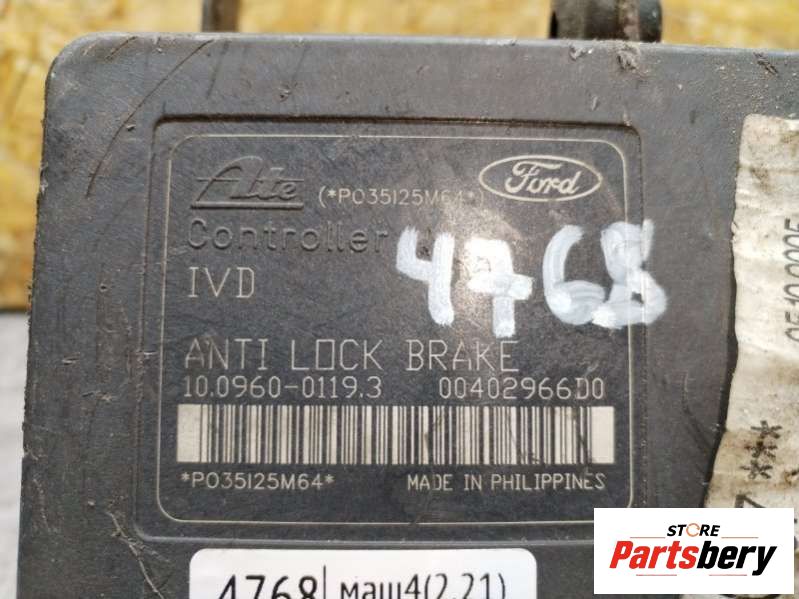 Ate (*P035I25M64*) Ford
Controller
4768
IVD
ANTI LOCK BRAKE
10.0960-0119.3 00402966D0
*P035I25M64* MADE IN PHILIPPINES
4768 маш4(2,21)
STORE
Partsbery